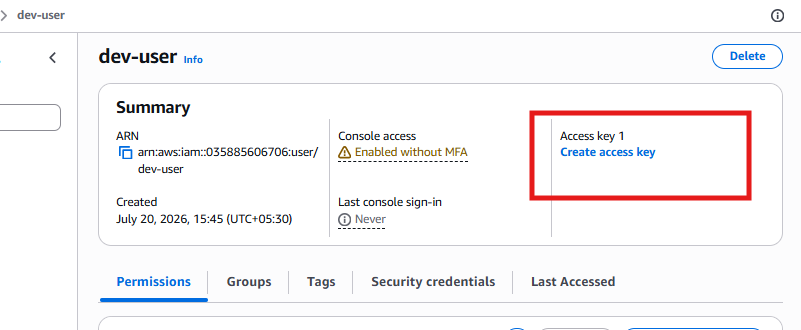 dev-user
dev-user Info
Delete
Summary
ARN
arn:aws:iam::035885606706:user/
dev-user
Created
July 20, 2026, 15:45 (UTC+05:30)
Console access
Enabled without MFA
Last console sign-in
Never
Access key 1
Create access key
Permissions
Groups
Tags
Security credentials
Last Accessed